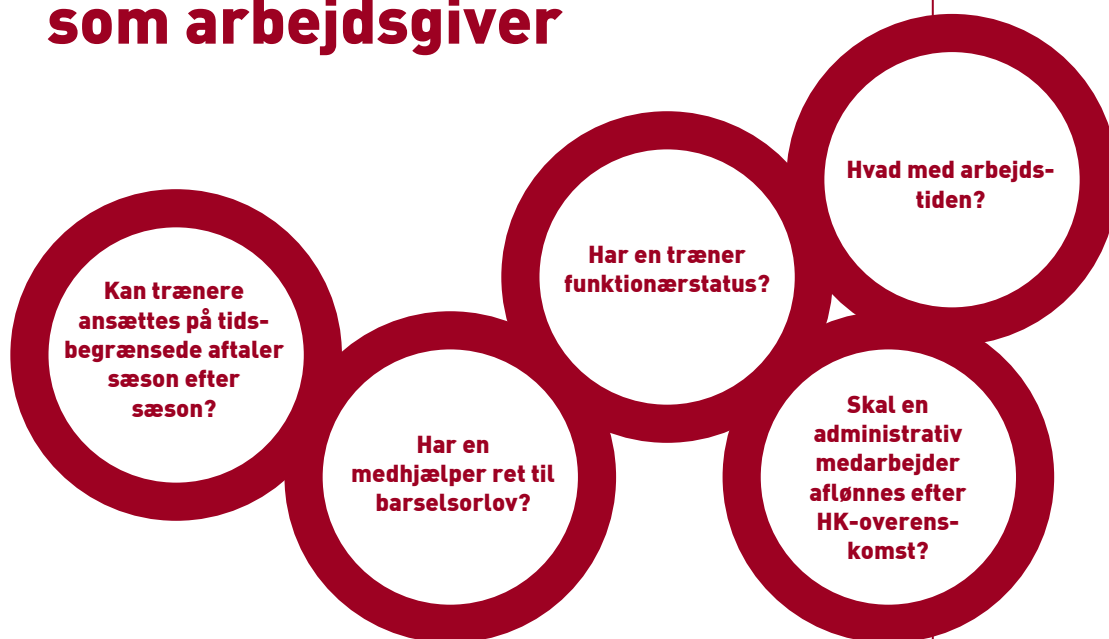 som arbejdsgiver
Kan trænere
ansættes på tids-
begrænsede aftaler
sæson efter
sæson?
Har en
medhjælper ret til
barselsorlov?
Har en træner
funktionærstatus?
Hvad med arbejds-
tiden?
Skal en
administrativ
medarbejder
aflønnes efter
HK-overens-
komst?